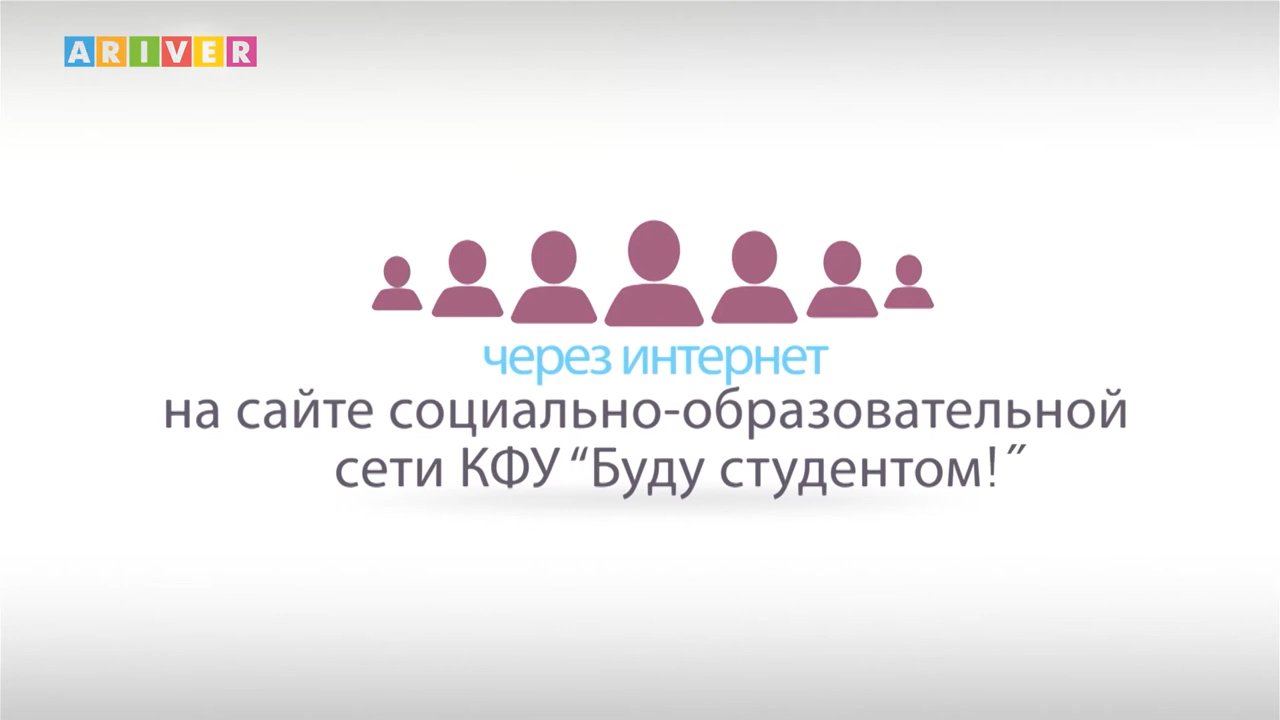 ARIVER
через интернет
на сайте социально-образовательной
сети КФУ “Буду студентом!”